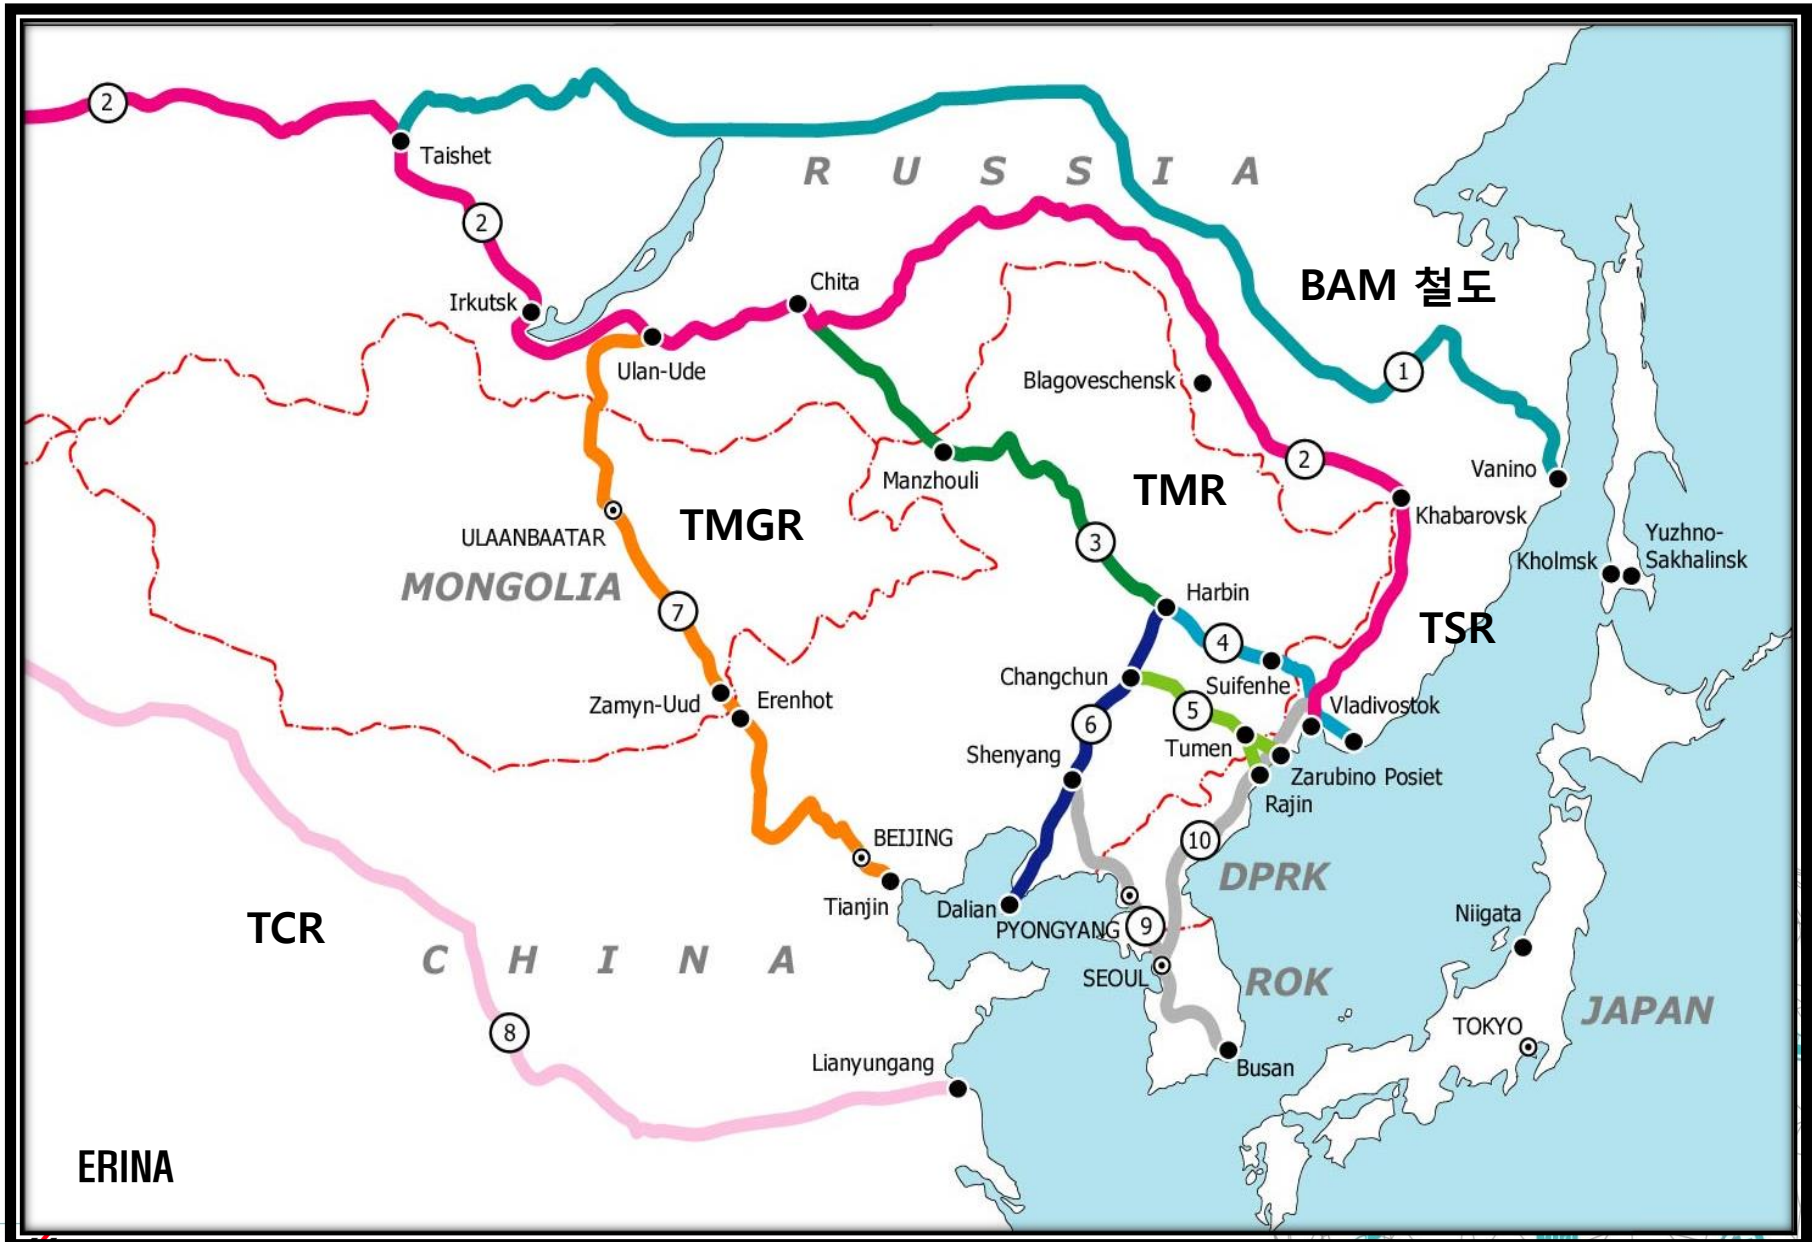 2
Taishet
R U S S I A
2
Chita
BAM 철도
Irkutsk
Ulan-Ude
Blagoveschensk
1
2
Vanino
Manzhouli
TMR
Khabarovsk
ULAANBAATAR
TMGR
3
Yuzhno-
Sakhalinsk
Kholmsk
MONGOLIA
7
Harbin
4
TSR
Changchun
Suifenhe
Zamyn-Uud
Erenhot
5
Vladivostok
6
Tumen
Shenyang
Zarubino Posiet
Rajin
BEIJING
10
DPRK
Tianjin
Dalian
PYONGYANG
9
Niigata
TCR
C H I N A
SEOUL
ROK
JAPAN
8
TOKYO
Lianyungang
Busan
ERINA